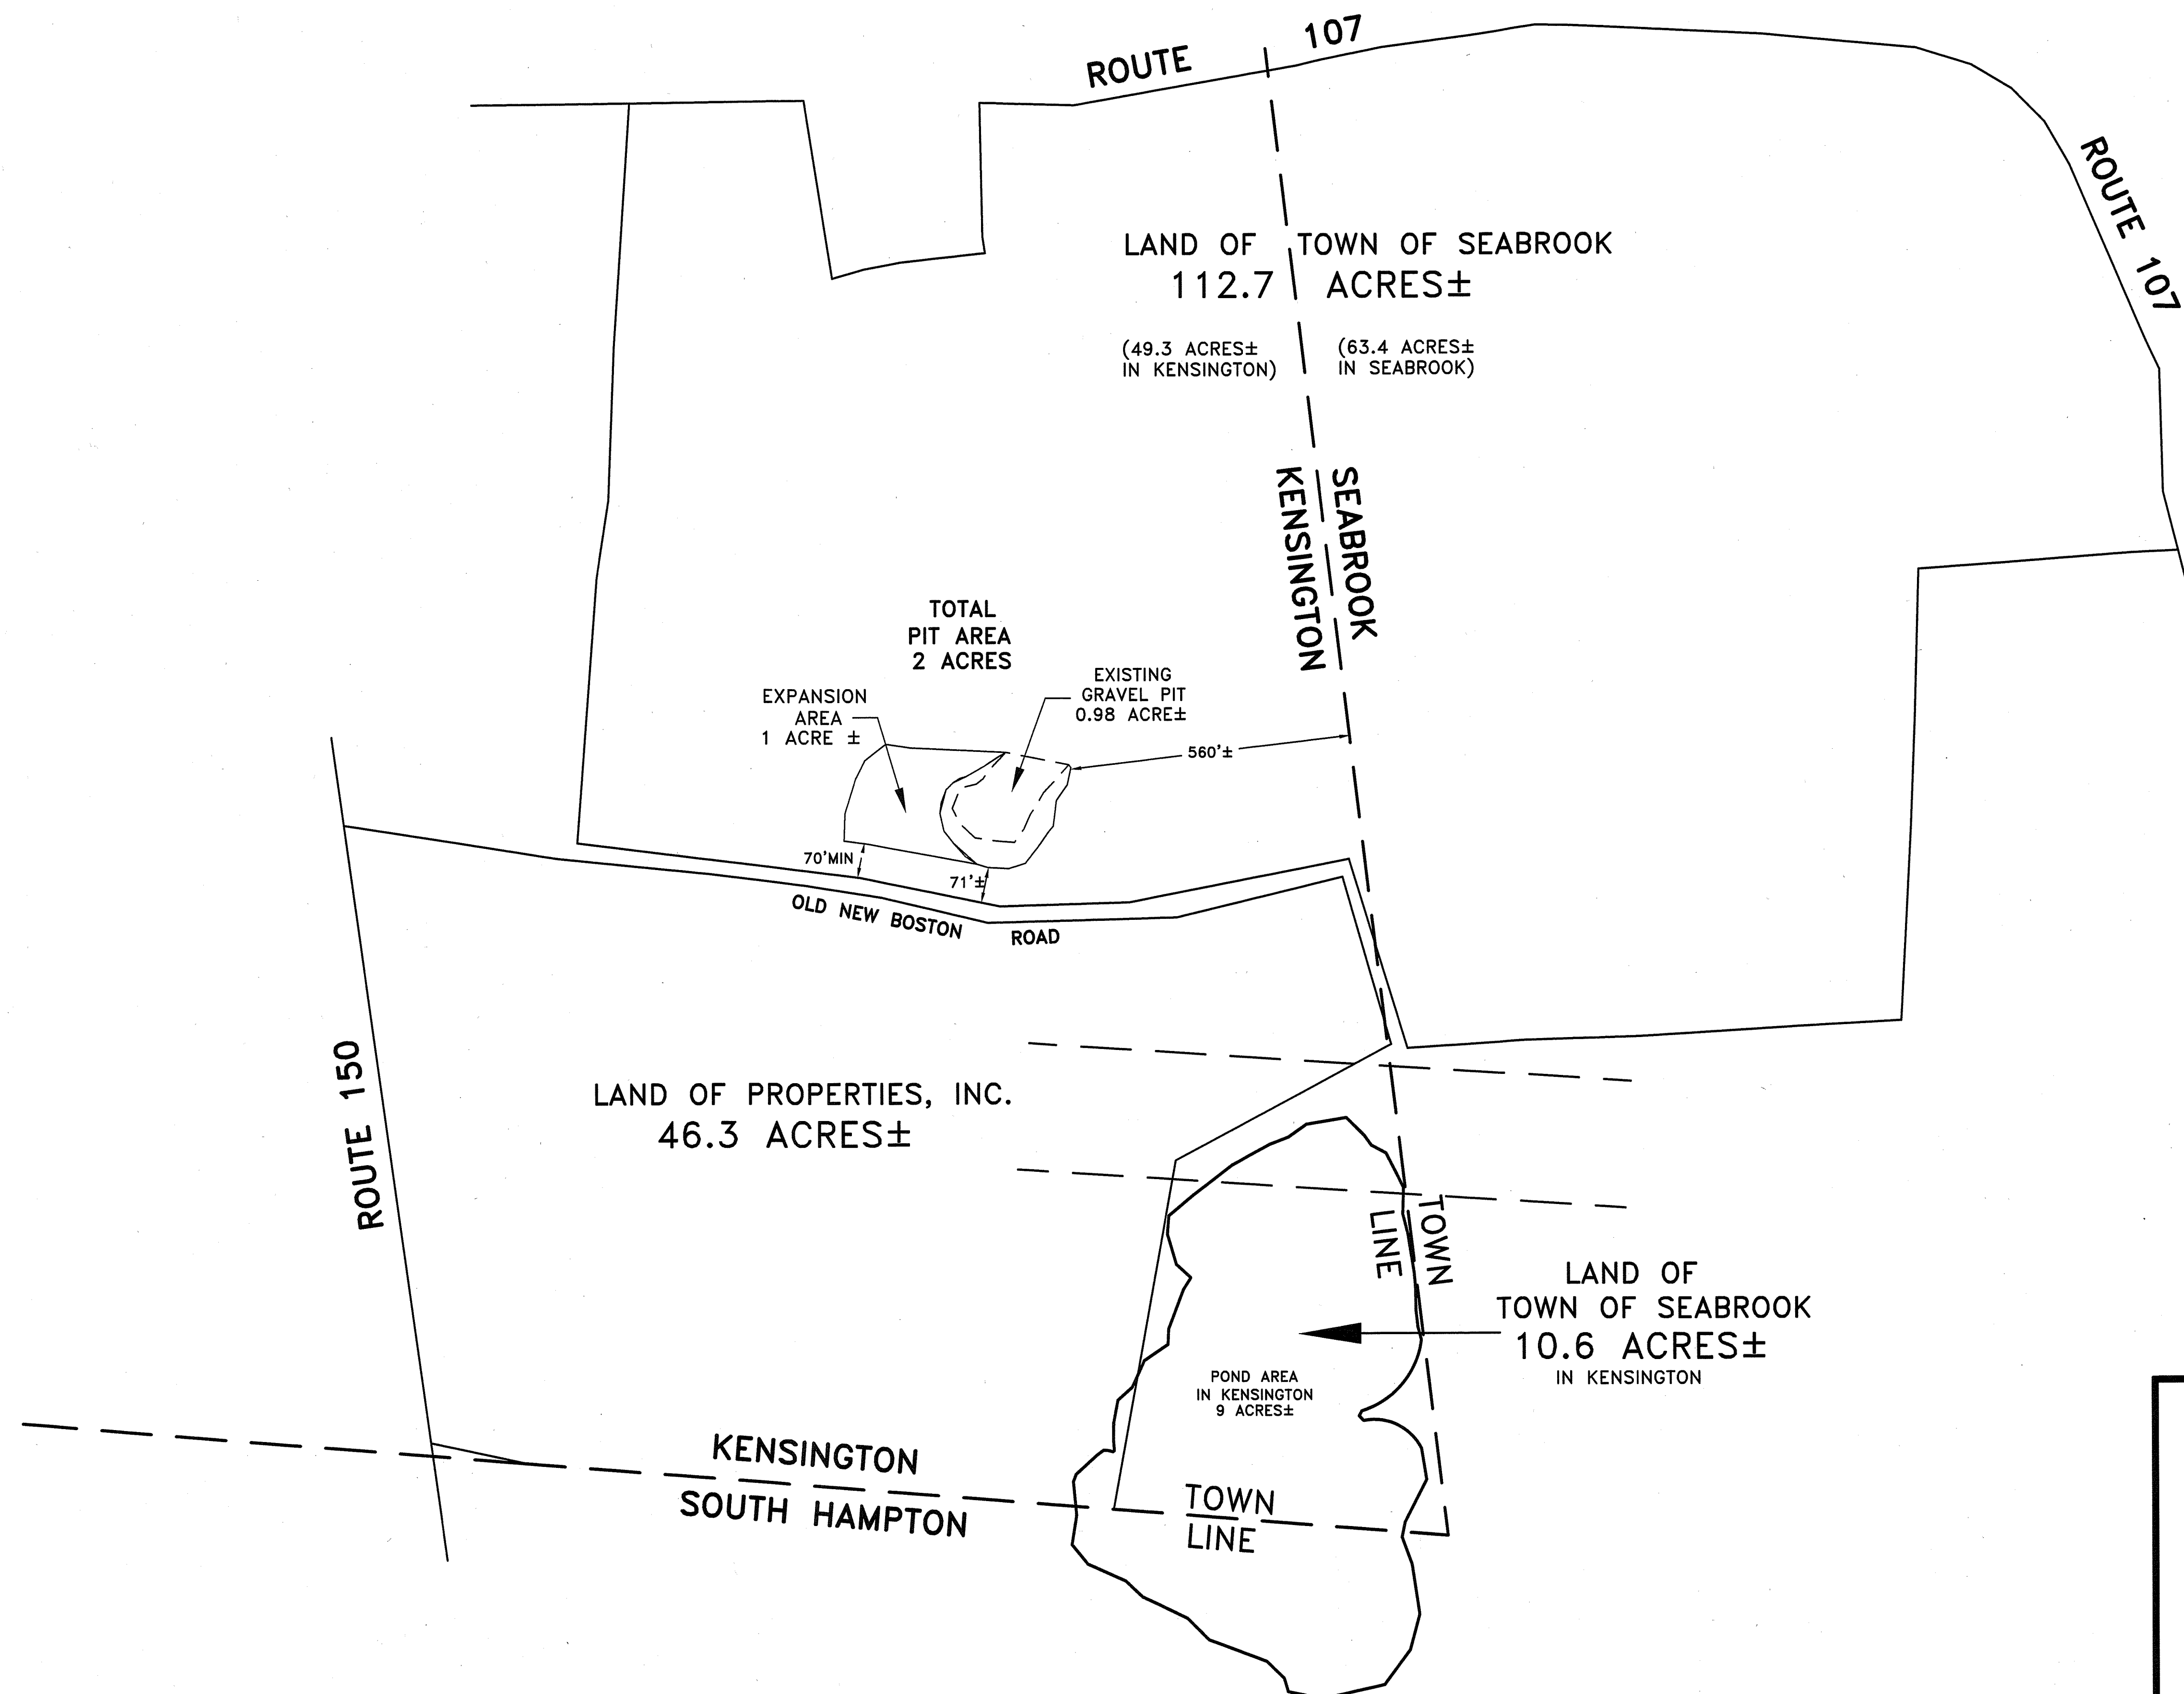 ROUTE 107
ROUTE 107
LAND OF TOWN OF SEABROOK
112.7 ACRES±
(49.3 ACRES±
IN KENSINGTON)
(63.4 ACRES±
IN SEABROOK)
SEABROOK
KENSINGTON
TOTAL
PIT AREA
2 ACRES
EXPANSION
AREA
1 ACRE ±
EXISTING
GRAVEL PIT
0.98 ACRE±
560'±
70'MIN
71'±
OLD NEW BOSTON ROAD
ROUTE 150
LAND OF PROPERTIES, INC.
46.3 ACRES±
TOWN
LINE
LAND OF
TOWN OF SEABROOK
10.6 ACRES±
IN KENSINGTON
POND AREA
IN KENSINGTON
9 ACRES±
KENSINGTON
SOUTH HAMPTON
TOWN
LINE